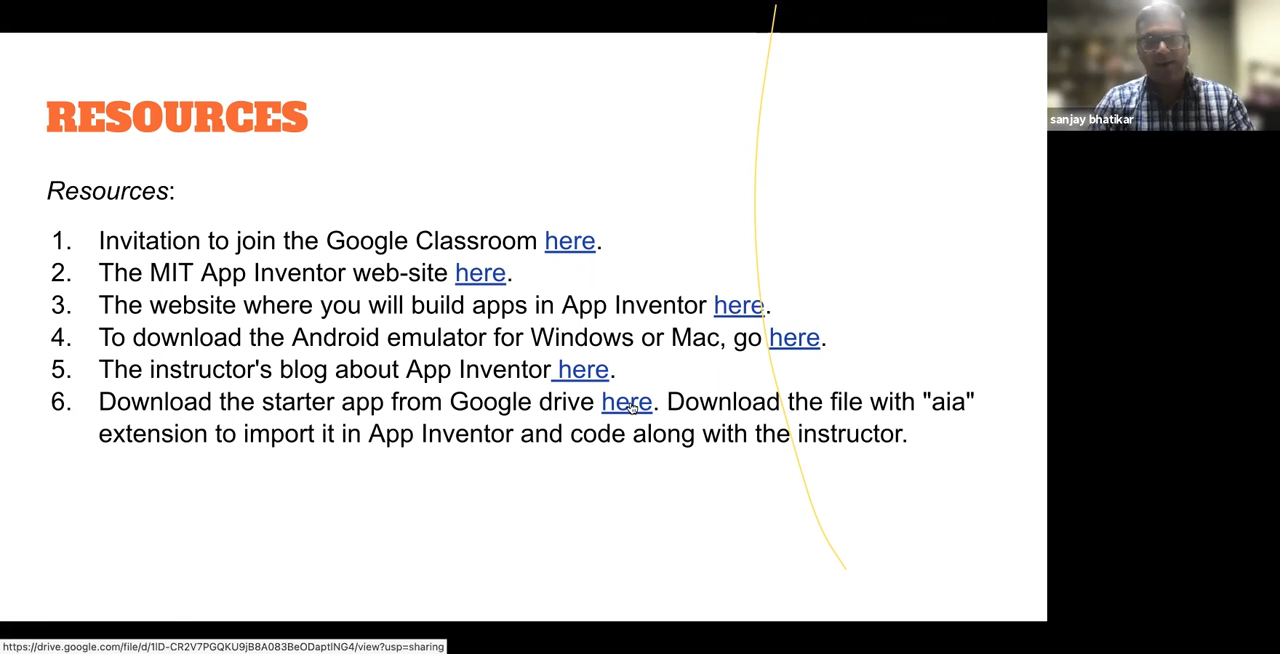 RESOURCES
Resources:
1. Invitation to join the Google Classroom here.
2. The MIT App Inventor web-site here.
3. The website where you will build apps in App Inventor here.
4. To download the Android emulator for Windows or Mac, go here.
5. The instructor's blog about App Inventor here.
6. Download the starter app from Google drive here. Download the file with "aia"
extension to import it in App Inventor and code along with the instructor.
sanjay bhatikar
https://drive.google.com/file/d/1lD-CR2V7PGQKU9jB8A083BeODaptlNG4/view?usp=sharing